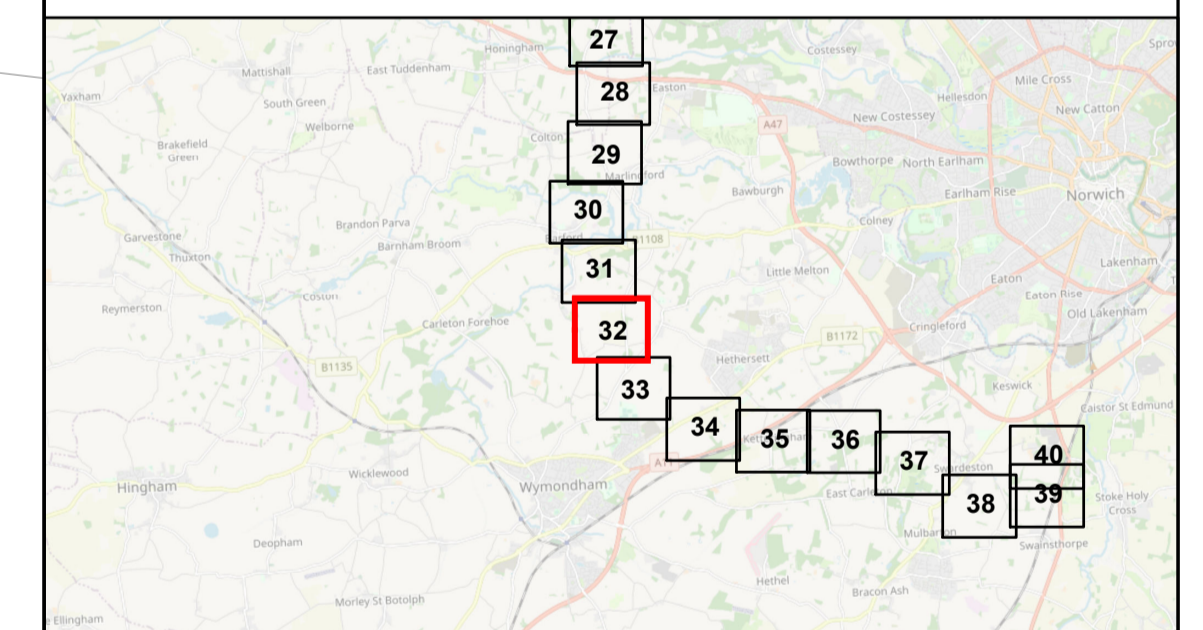 27
Honingham
Costessey
Mattishall
East Tuddenham
Mile Cross
Yaxham
South Green
28
Easton
Hellesdon
New Catton
Welborne
A47
New Costessey
Brakefield
Green
29
Marlingford
Bowthorpe
North Earlham
Bawburgh
Earlham Rise
Norwich
30
Brandon Parva
Colney
Garvestone
Barnham Broom
B1108
Thuxton
31
Little Melton
Lakenham
Eaton
Coston
Eaton Rise
Reymerston
Carleton Forehoe
32
Cringleford
Old Lakenham
B1172
Hethersett
B1135
33
Keswick
Caistor St Edmund
34
35
36
40
37
A11
Swardeston
Wicklewood
Hingham
Wymondham
East Carleton
38
39
Stoke Holy
Cross
Mulbarton
Deopham
Swainsthorpe
Hethel
Bracon Ash
Morley St Botolph
Ellingham